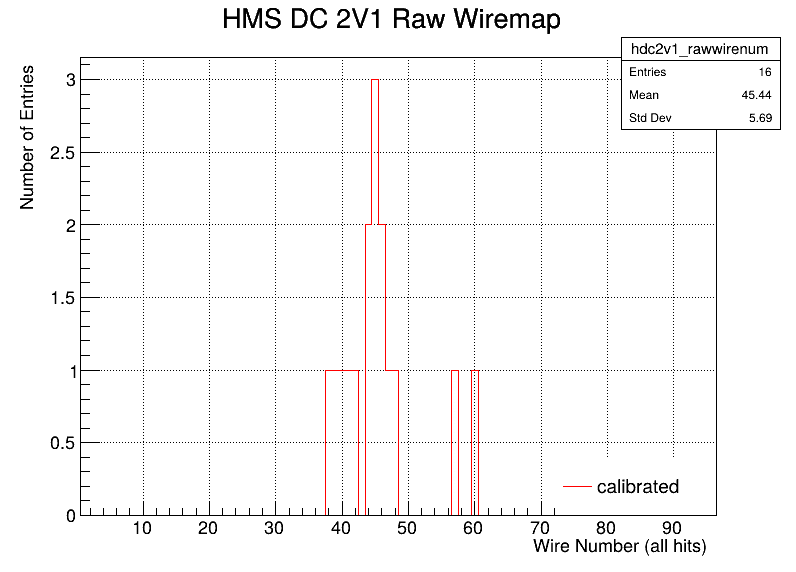 HMS DC 2V1 Raw Wiremap
hdc2v1_rawwirenum
Entries 16
Mean 45.44
Std Dev 5.69
Number of Entries
3
2.5
2
1.5
1
0.5
0
10 20 30 40 50 60 70 80 90
Wire Number (all hits)
calibrated